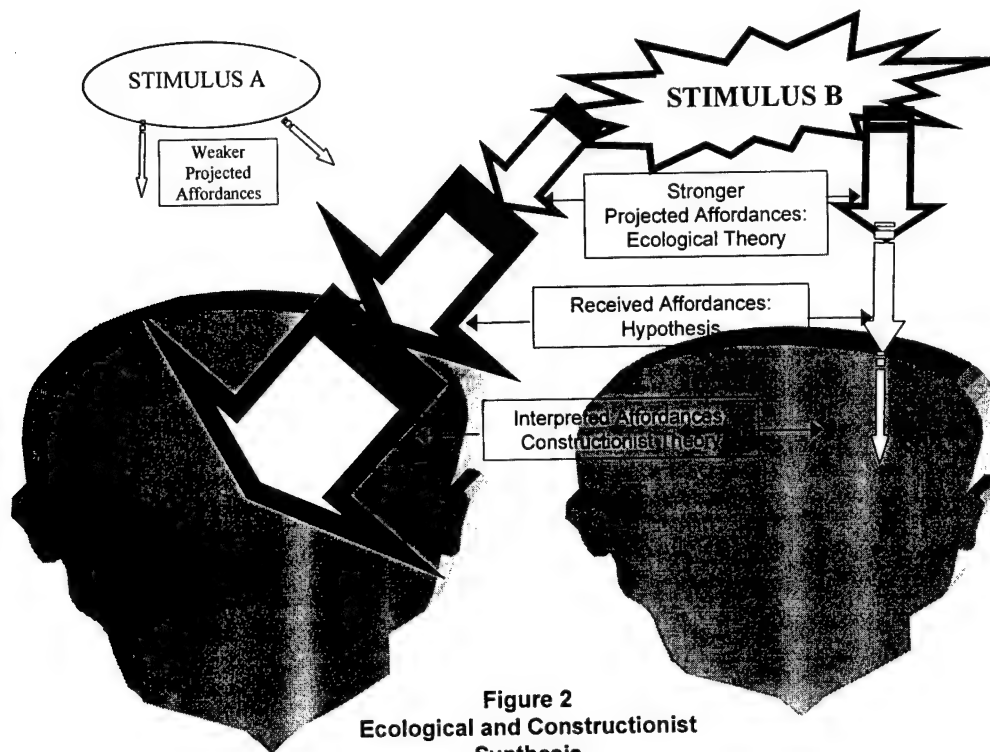 STIMULUS A
STIMULUS B
Weaker
Projected
Affordances
Stronger
Projected Affordances:
Ecological Theory
Received Affordances:
Hypothesis
Interpreted Affordances
Constructionist Theory
Figure 2
Ecological and Constructionist
Synthesis